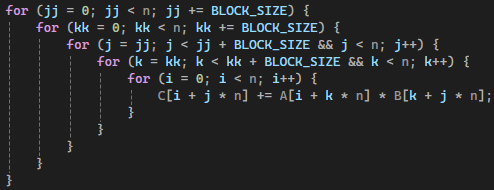 for (jj = 0; jj < n; jj += BLOCK_SIZE) {
    for (kk = 0; kk < n; kk += BLOCK_SIZE) {
        for (j = jj; j < jj + BLOCK_SIZE && j < n; j++) {
            for (k = kk; k < kk + BLOCK_SIZE && k < n; k++) {
                for (i = 0; i < n; i++) {
                    C[i + j * n] += A[i + k * n] * B[k + j * n];
                }
            }
        }
    }
}